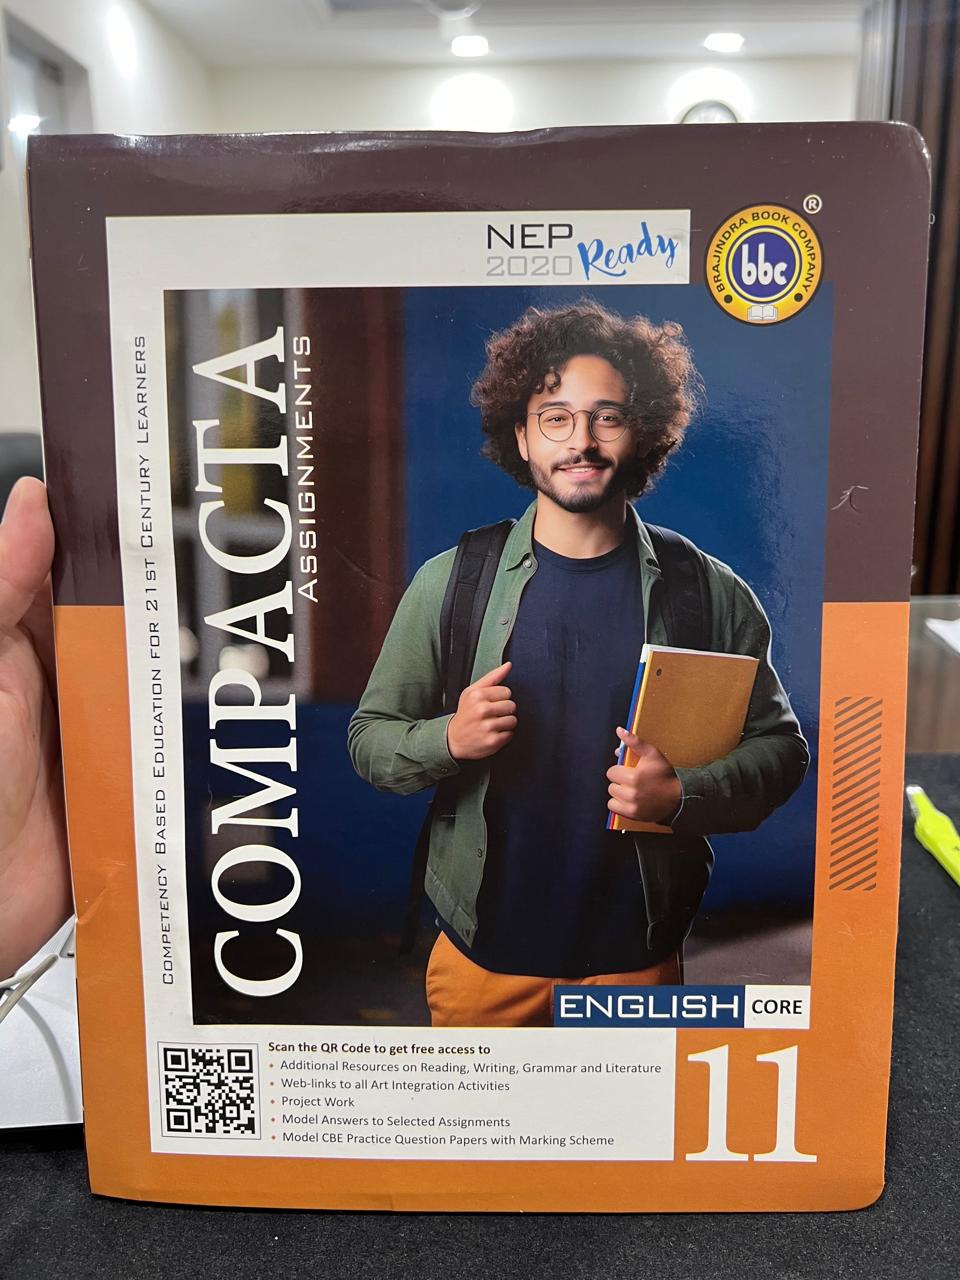 NEP
2020 Ready
BRAJINDRA BOOK COMPANY
bbc
®
COMPETENCY BASED EDUCATION FOR 21ST CENTURY LEARNERS
COMPACTA
ASSIGNMENTS
ENGLISH CORE
11
Scan the QR Code to get free access to
• Additional Resources on Reading, Writing, Grammar and Literature
• Web-links to all Art Integration Activities
• Project Work
• Model Answers to Selected Assignments
• Model CBE Practice Question Papers with Marking Scheme